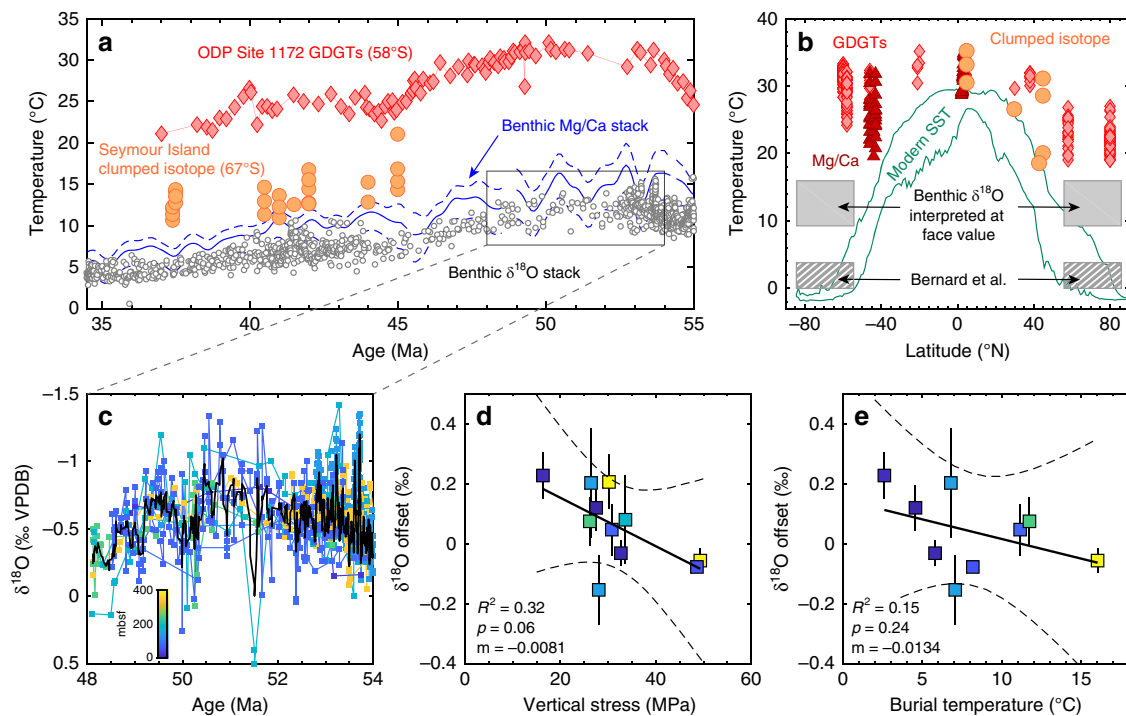 a
ODP Site 1172 GDGTs (58°S)
Benthic Mg/Ca stack
Seymour Island
clumped isotope (67°S)
Benthic δ18O stack
Temperature (°C)
35
30
25
20
15
10
5
0
35
40
45
50
55
Age (Ma)
b
GDGTs
Clumped isotope
Mg/Ca
Modern SST
Benthic δ18O
interpreted at
face value
Bernard et al.
Temperature (°C)
40
30
20
10
0
−80
−40
0
40
80
Latitude (°N)
c
δ18O (‰ VPDB)
−1.5
−1
−0.5
0
0.5
mbsf
400
200
0
48
50
52
54
Age (Ma)
d
δ18O offset (‰)
0.4
0.2
0
−0.2
−0.4
R2 = 0.32
p = 0.06
m = −0.0081
0
20
40
60
Vertical stress (MPa)
e
δ18O offset (‰)
0.4
0.2
0
−0.2
−0.4
R2 = 0.15
p = 0.24
m = −0.0134
0
5
10
15
Burial temperature (°C)